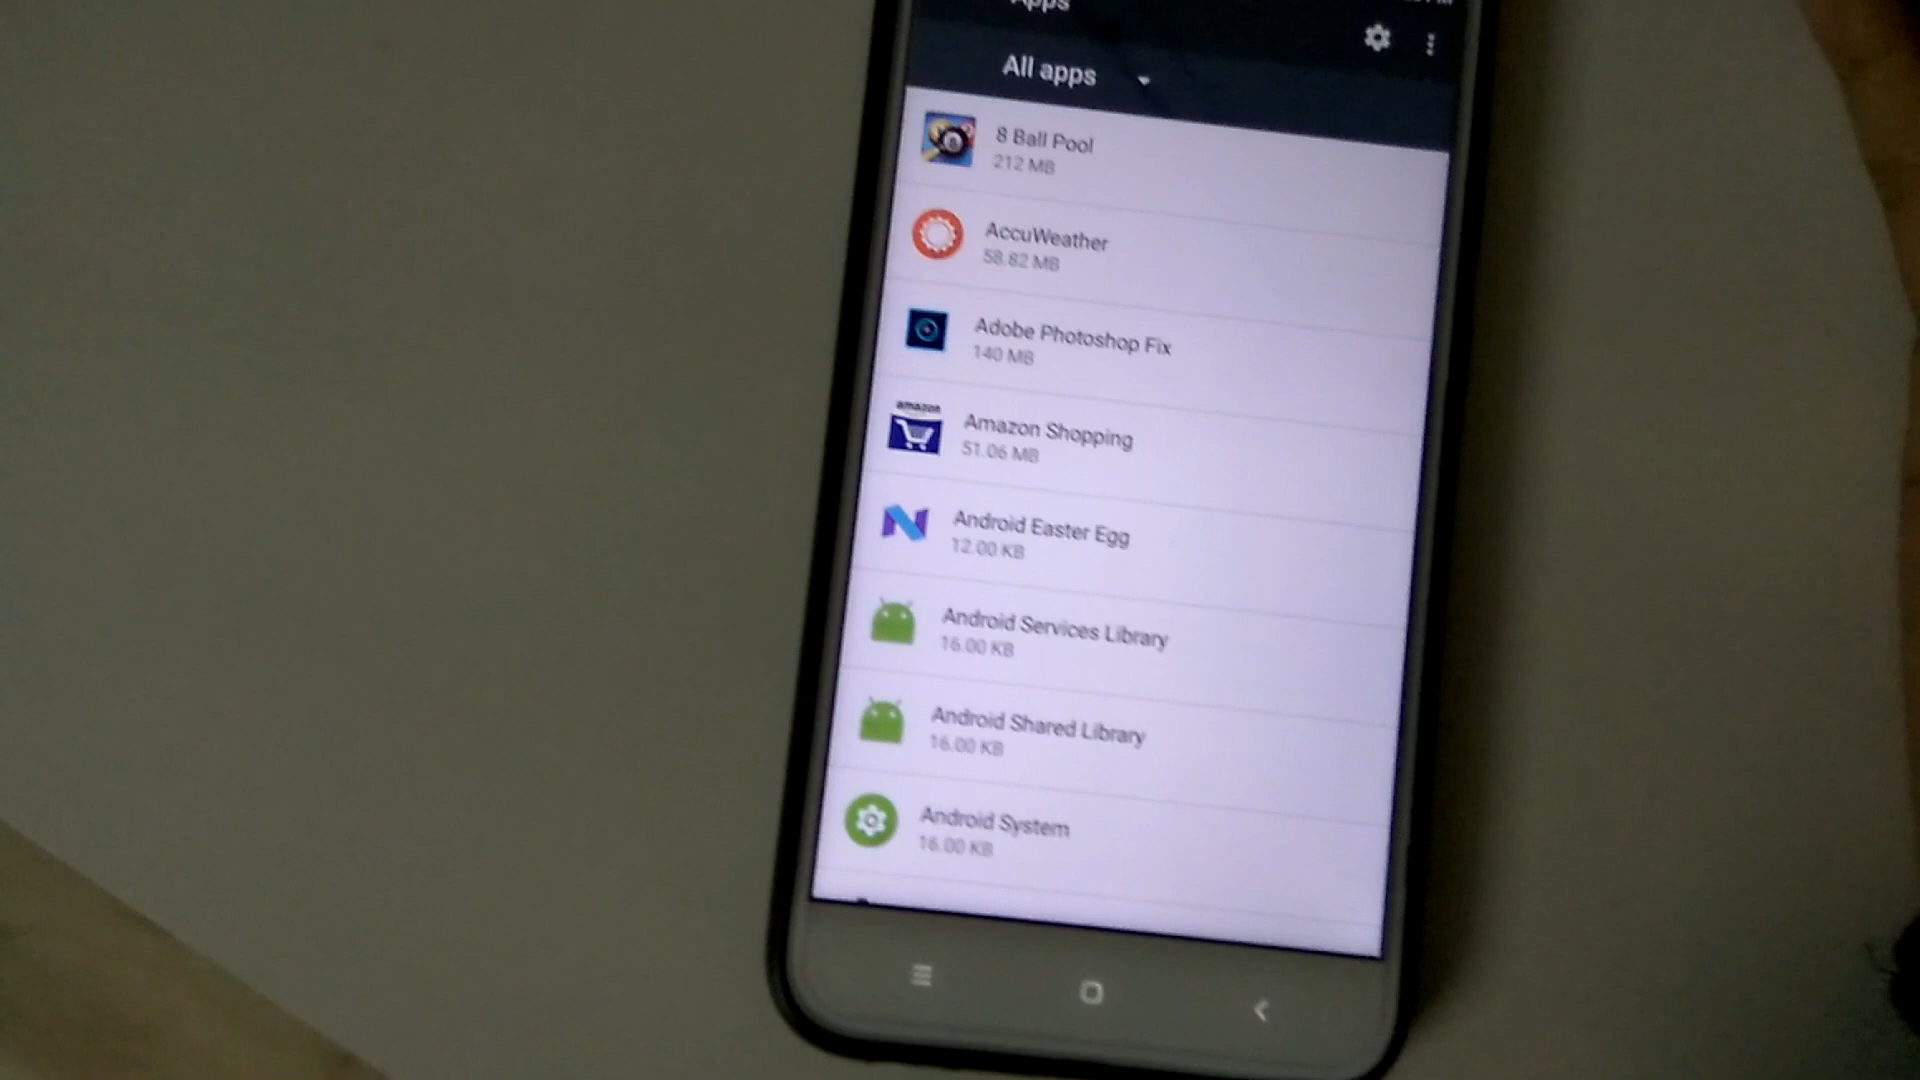 Apps
All apps
8 Ball Pool
212 MB
AccuWeather
58.82 MB
Adobe Photoshop Fix
140 MB
amazon
Amazon Shopping
51.06 MB
Android Easter Egg
12.00 KB
Android Services Library
16.00 KB
Android Shared Library
16.00 KB
Android System
16.00 KB